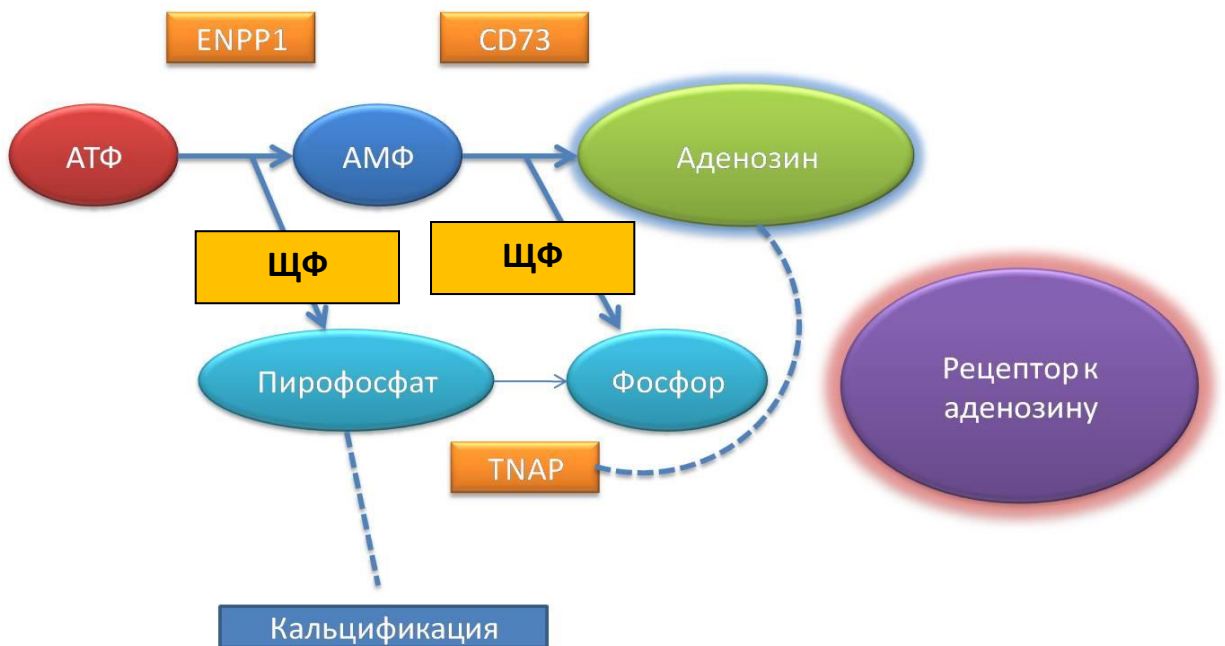 ENPP1
CD73
АТФ
АМФ
Аденозин
ЩФ
ЩФ
Пирофосфат
Фосфор
Рецептор к
аденозину
TNAP
Кальцификация